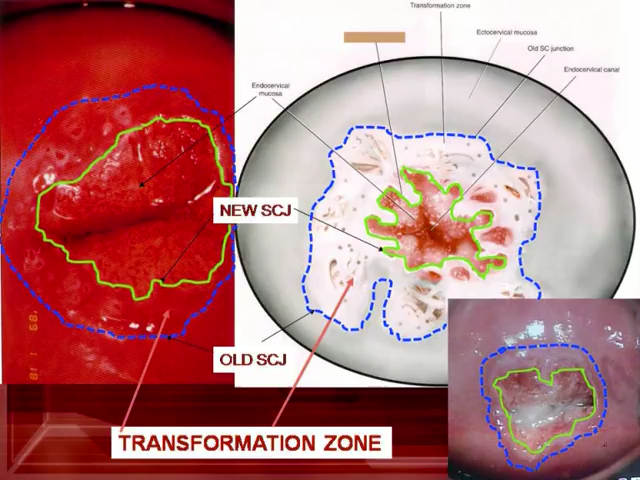 Transformation zone
Ectocervical mucosa
Old SC junction
Endocervical canal
Endocervical
mucosa
NEW SCJ
OLD SCJ
TRANSFORMATION ZONE